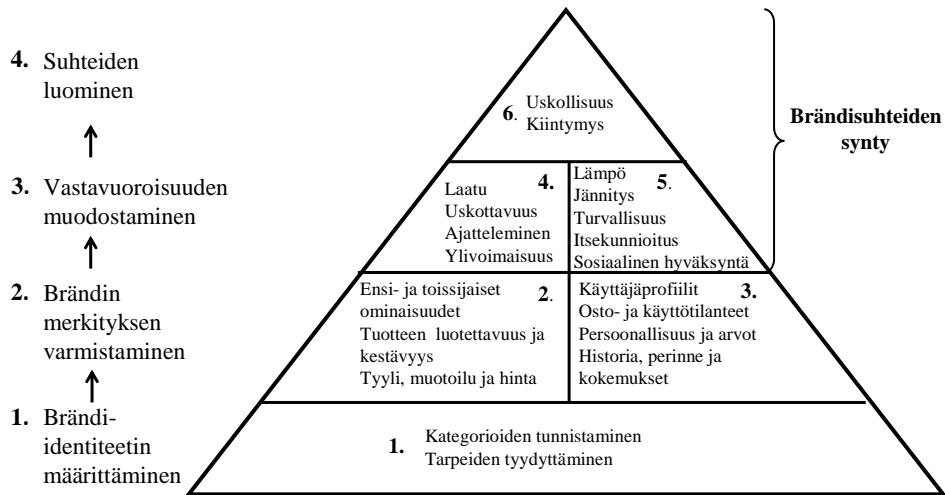 4. Suhteiden
luominen
3. Vastavuoroisuuden
muodostaminen
2. Brändin
merkityksen
varmistaminen
1. Brändi-
identiteetin
määrittäminen
6. Uskollisuus
Kiintymys
4.
Laatu
Uskottavuus
Ajatteleminen
Ylivoimaisuus
5.
Lämpö
Jännitys
Turvallisuus
Itsekunnioitus
Sosiaalinen hyväksyntä
2.
Ensi- ja toissijaiset
ominaisuudet
Tuotteen luotettavuus ja
kestävyys
Tyyli, muotoilu ja hinta
3.
Käyttäjäprofiilit
Osto- ja käyttötilanteet
Persoonallisuus ja arvot
Historia, perinne ja
kokemukset
1. Kategorioiden tunnistaminen
Tarpeiden tyydyttäminen
Brändisuhteiden
synty